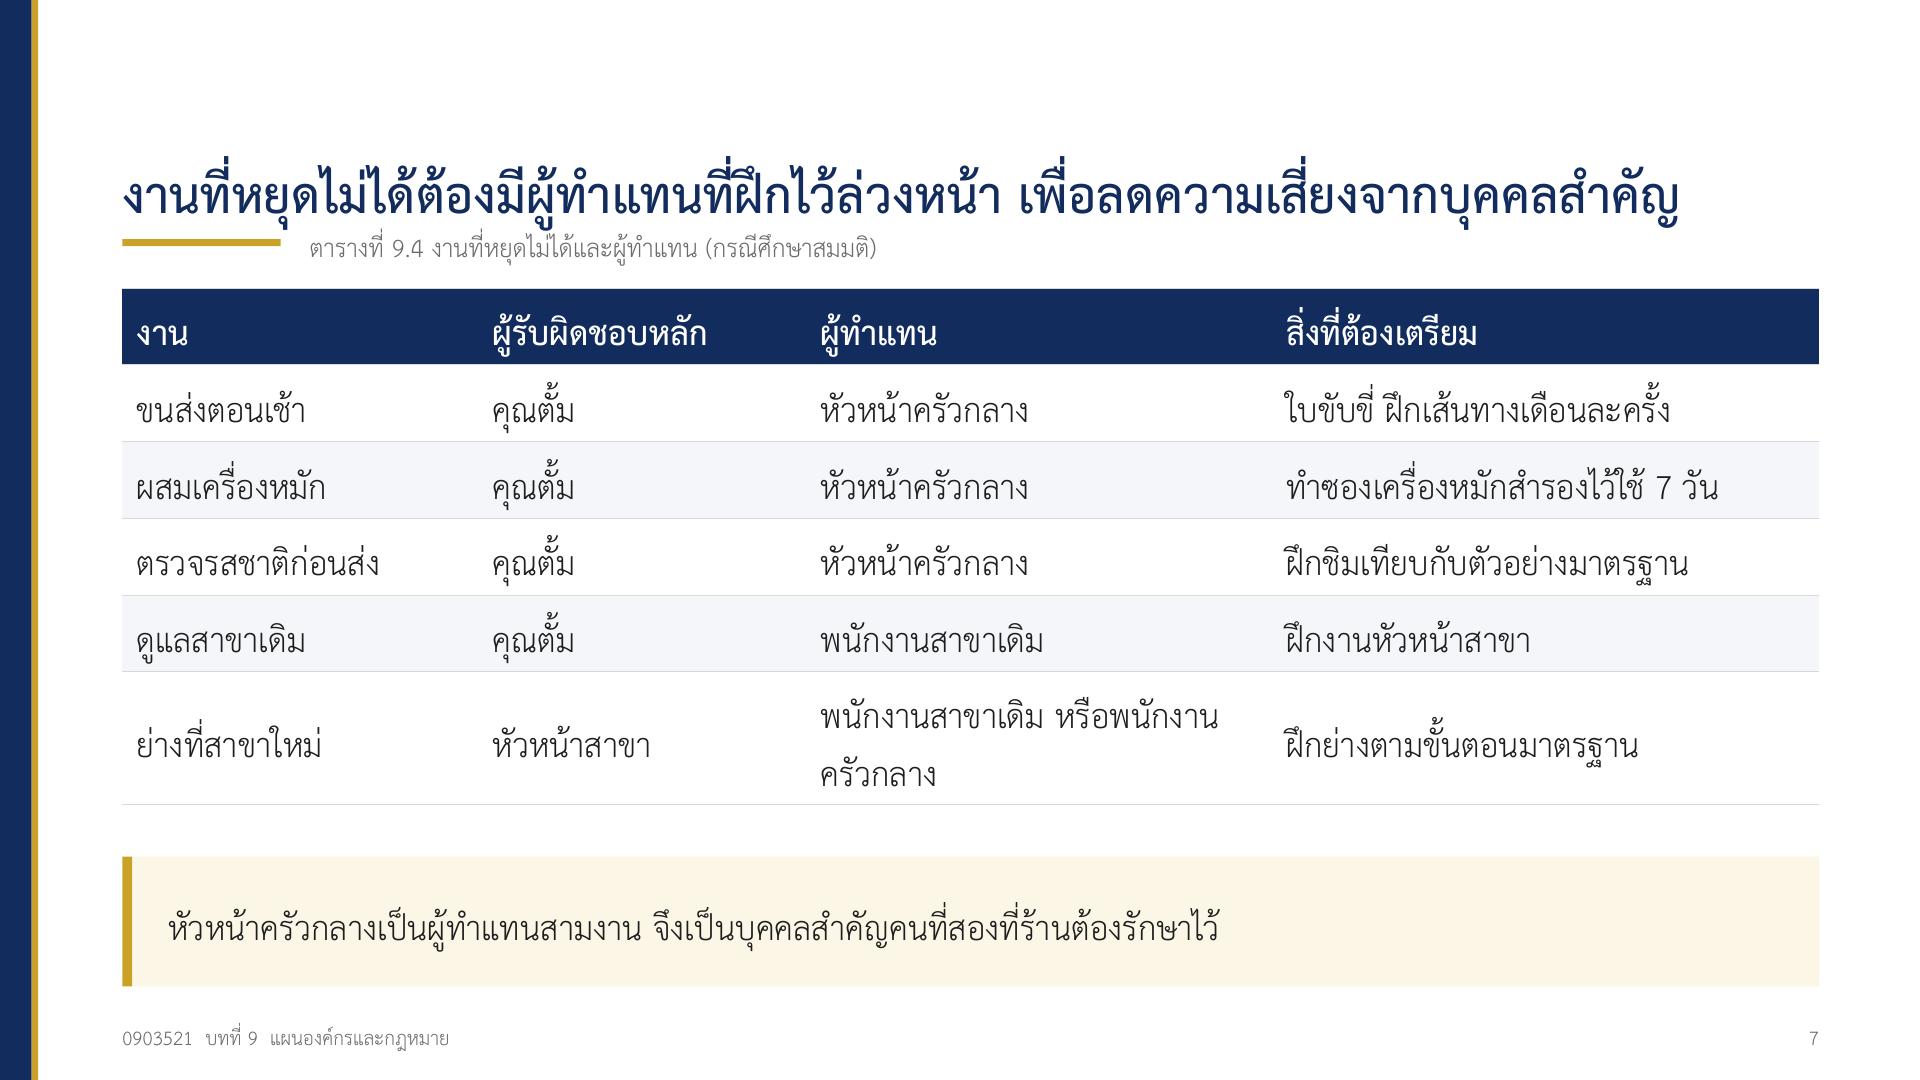 งานที่หยุดไม่ได้ต้องมีผู้ทำแทนที่ฝึกไว้ล่วงหน้า เพื่อลดความเสี่ยงจากบุคคลสำคัญ
ตารางที่ 9.4 งานที่หยุดไม่ได้และผู้ทำแทน (กรณีศึกษาสมมติ)
งาน ผู้รับผิดชอบหลัก ผู้ทำแทน สิ่งที่ต้องเตรียม
ขนส่งตอนเช้า คุณตั้ม หัวหน้าครัวกลาง ใบขับขี่ ฝึกเส้นทางเดือนละครั้ง
ผสมเครื่องหมัก คุณตั้ม หัวหน้าครัวกลาง ทำซองเครื่องหมักสำรองไว้ใช้ 7 วัน
ตรวจรสชาติก่อนส่ง คุณตั้ม หัวหน้าครัวกลาง ฝึกชิมเทียบกับตัวอย่างมาตรฐาน
ดูแลสาขาเดิม คุณตั้ม พนักงานสาขาเดิม ฝึกงานหัวหน้าสาขา
ย่างที่สาขาใหม่ หัวหน้าสาขา พนักงานสาขาเดิม หรือพนักงาน
ครัวกลาง ฝึกย่างตามขั้นตอนมาตรฐาน
หัวหน้าครัวกลางเป็นผู้ทำแทนสามงาน จึงเป็นบุคคลสำคัญคนที่สองที่ร้านต้องรักษาไว้
0903521 บทที่ 9 แผนองค์กรและกฎหมาย 7